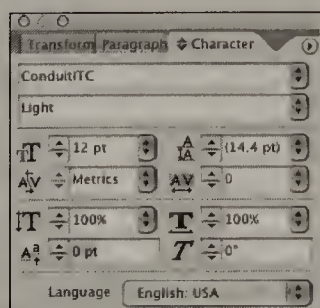 Transform Paragraph Character
ConduitITC
Light
12 pt (14.4 pt)
Metrics 0
100% 100%
0 pt 0°
Language English: USA